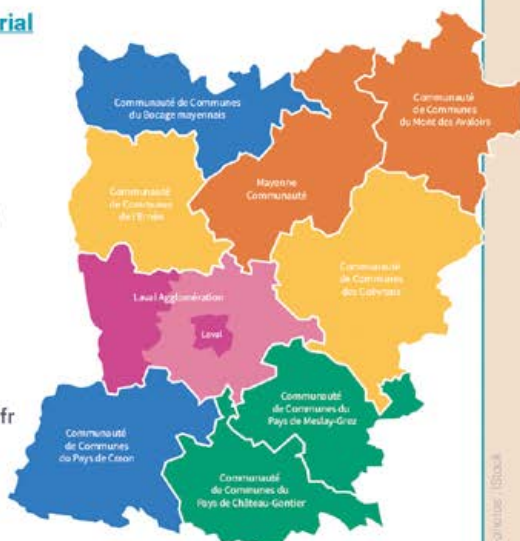 rial
Communauté de Communes
du Bocage mayennais
Communauté
de Communes
du Mont des Avaloirs
Communauté
de Communes
de l'Ernée
Mayenne
Communauté
Communauté
de Communes
des Coëvrons
Laval Agglomération
Laval
fr
Communauté
de Communes du
Pays de Meslay-Grez
Communauté
de Communes
du Pays de Craon
Communauté
de Communes du
Pays de Château-Gontier
photos : iStock